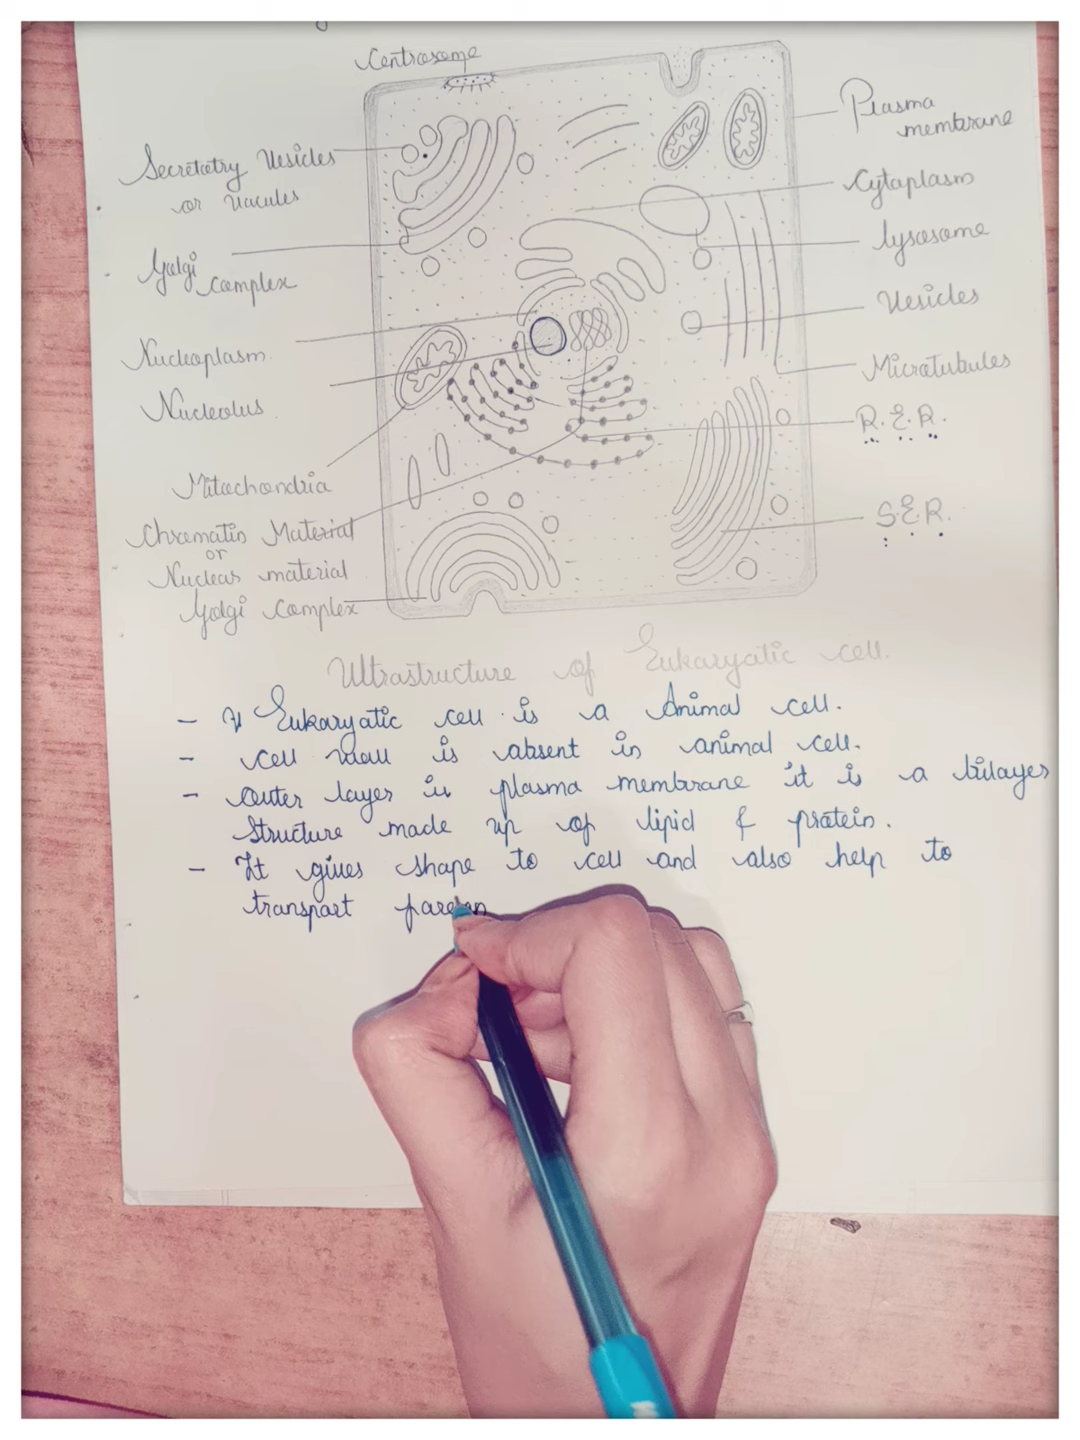 Centrosome
Secretatry Vesicles
or Vacules
Golgi
complex
Nucleoplasm
Nucleolus
Mitochondria
Chromatin Material
or
Nucleas material
Golgi Complex
Plasma
membrane
Cytoplasm
lysosome
Vesicles
Microtubules
R.E.R.
S.E.R.
Ultrastructure of Eukaryotic cell.
- Eukaryotic cell is a Animal cell.
- cell wall is absent in animal cell.
- outer layer is plasma membrane it is a bilayer
structure made up of lipid & protein.
- It gives shape to cell and also help to
transport